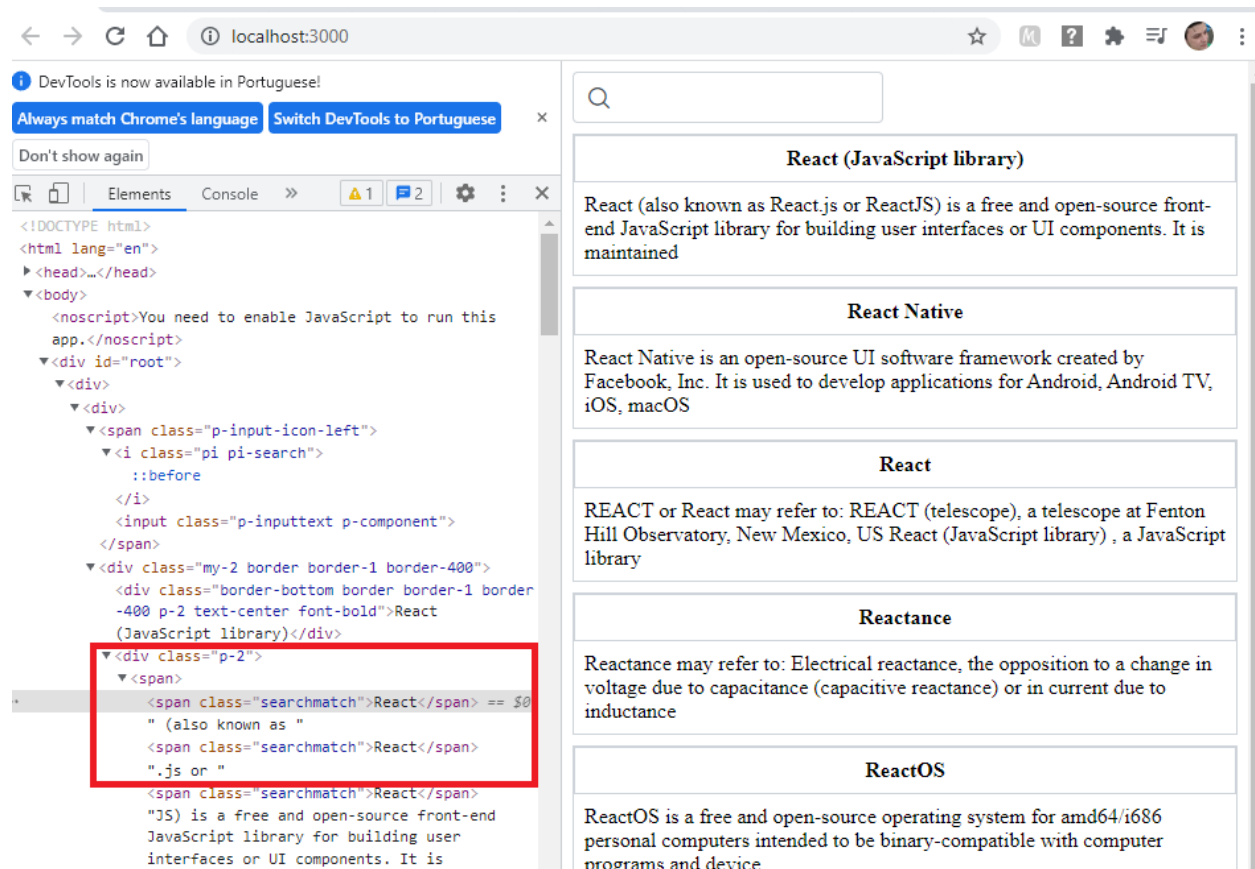 localhost:3000
DevTools is now available in Portuguese!
Always match Chrome's language
Switch DevTools to Portuguese
×
Don't show again
Elements
Console
1
2
<!DOCTYPE html>
<html lang="en">
<head>…</head>
<body>
<noscript>You need to enable JavaScript to run this
app.</noscript>
<div id="root">
<div>
<div>
<span class="p-input-icon-left">
<i class="pi pi-search">
::before
</i>
<input class="p-inputtext p-component">
</span>
<div class="my-2 border border-1 border-400">
<div class="border-bottom border border-1 border
-400 p-2 text-center font-bold">React
(JavaScript library)</div>
<div class="p-2">
<span>
<span class="searchmatch">React</span> == $0
" (also known as "
<span class="searchmatch">React</span>
".js or "
<span class="searchmatch">React</span>
"JS) is a free and open-source front-end
JavaScript library for building user
interfaces or UI components. It is
React (JavaScript library)
React (also known as React.js or ReactJS) is a free and open-source front-
end JavaScript library for building user interfaces or UI components. It is
maintained
React Native
React Native is an open-source UI software framework created by
Facebook, Inc. It is used to develop applications for Android, Android TV,
iOS, macOS
React
REACT or React may refer to: REACT (telescope), a telescope at Fenton
Hill Observatory, New Mexico, US React (JavaScript library) , a JavaScript
library
Reactance
Reactance may refer to: Electrical reactance, the opposition to a change in
voltage due to capacitance (capacitive reactance) or in current due to
inductance
ReactOS
ReactOS is a free and open-source operating system for amd64/i686
personal computers intended to be binary-compatible with computer
programs and device